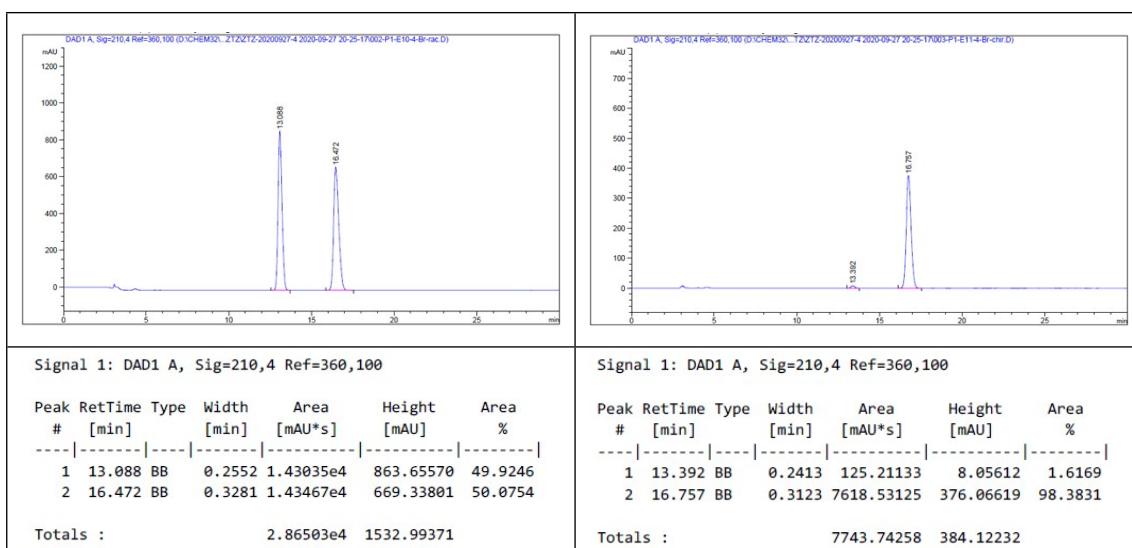 DAD1 A, Sig=210,4 Ref=360,100 (D:\CHEM32\...ZTZ\ZTZ-20200927-4 2020-09-27 20-25-17\002-P1-E10-4-Br-rac.D)
mAU
1200
1000
800
600
400
200
0
13.088
16.472
0 5 10 15 20 25 min
DAD1 A, Sig=210,4 Ref=360,100 (D:\CHEM32\...TZ\ZTZ-20200927-4 2020-09-27 20-25-17\003-P1-E11-4-Br-chir.D)
mAU
700
600
500
400
300
200
100
0
13.392
16.757
0 5 10 15 20 25 min
Signal 1: DAD1 A, Sig=210,4 Ref=360,100
Peak RetTime Type Width Area Height Area
# [min] [min] [mAU*s] [mAU] %
----|-------|----|-------|----------|----------|--------|
1 13.088 BB 0.2552 1.43035e4 863.65570 49.9246
2 16.472 BB 0.3281 1.43467e4 669.33801 50.0754
Totals : 2.86503e4 1532.99371
Signal 1: DAD1 A, Sig=210,4 Ref=360,100
Peak RetTime Type Width Area Height Area
# [min] [min] [mAU*s] [mAU] %
----|-------|----|-------|----------|----------|--------|
1 13.392 BB 0.2413 125.21133 8.05612 1.6169
2 16.757 BB 0.3123 7618.53125 376.06619 98.3831
Totals : 7743.74258 384.12232